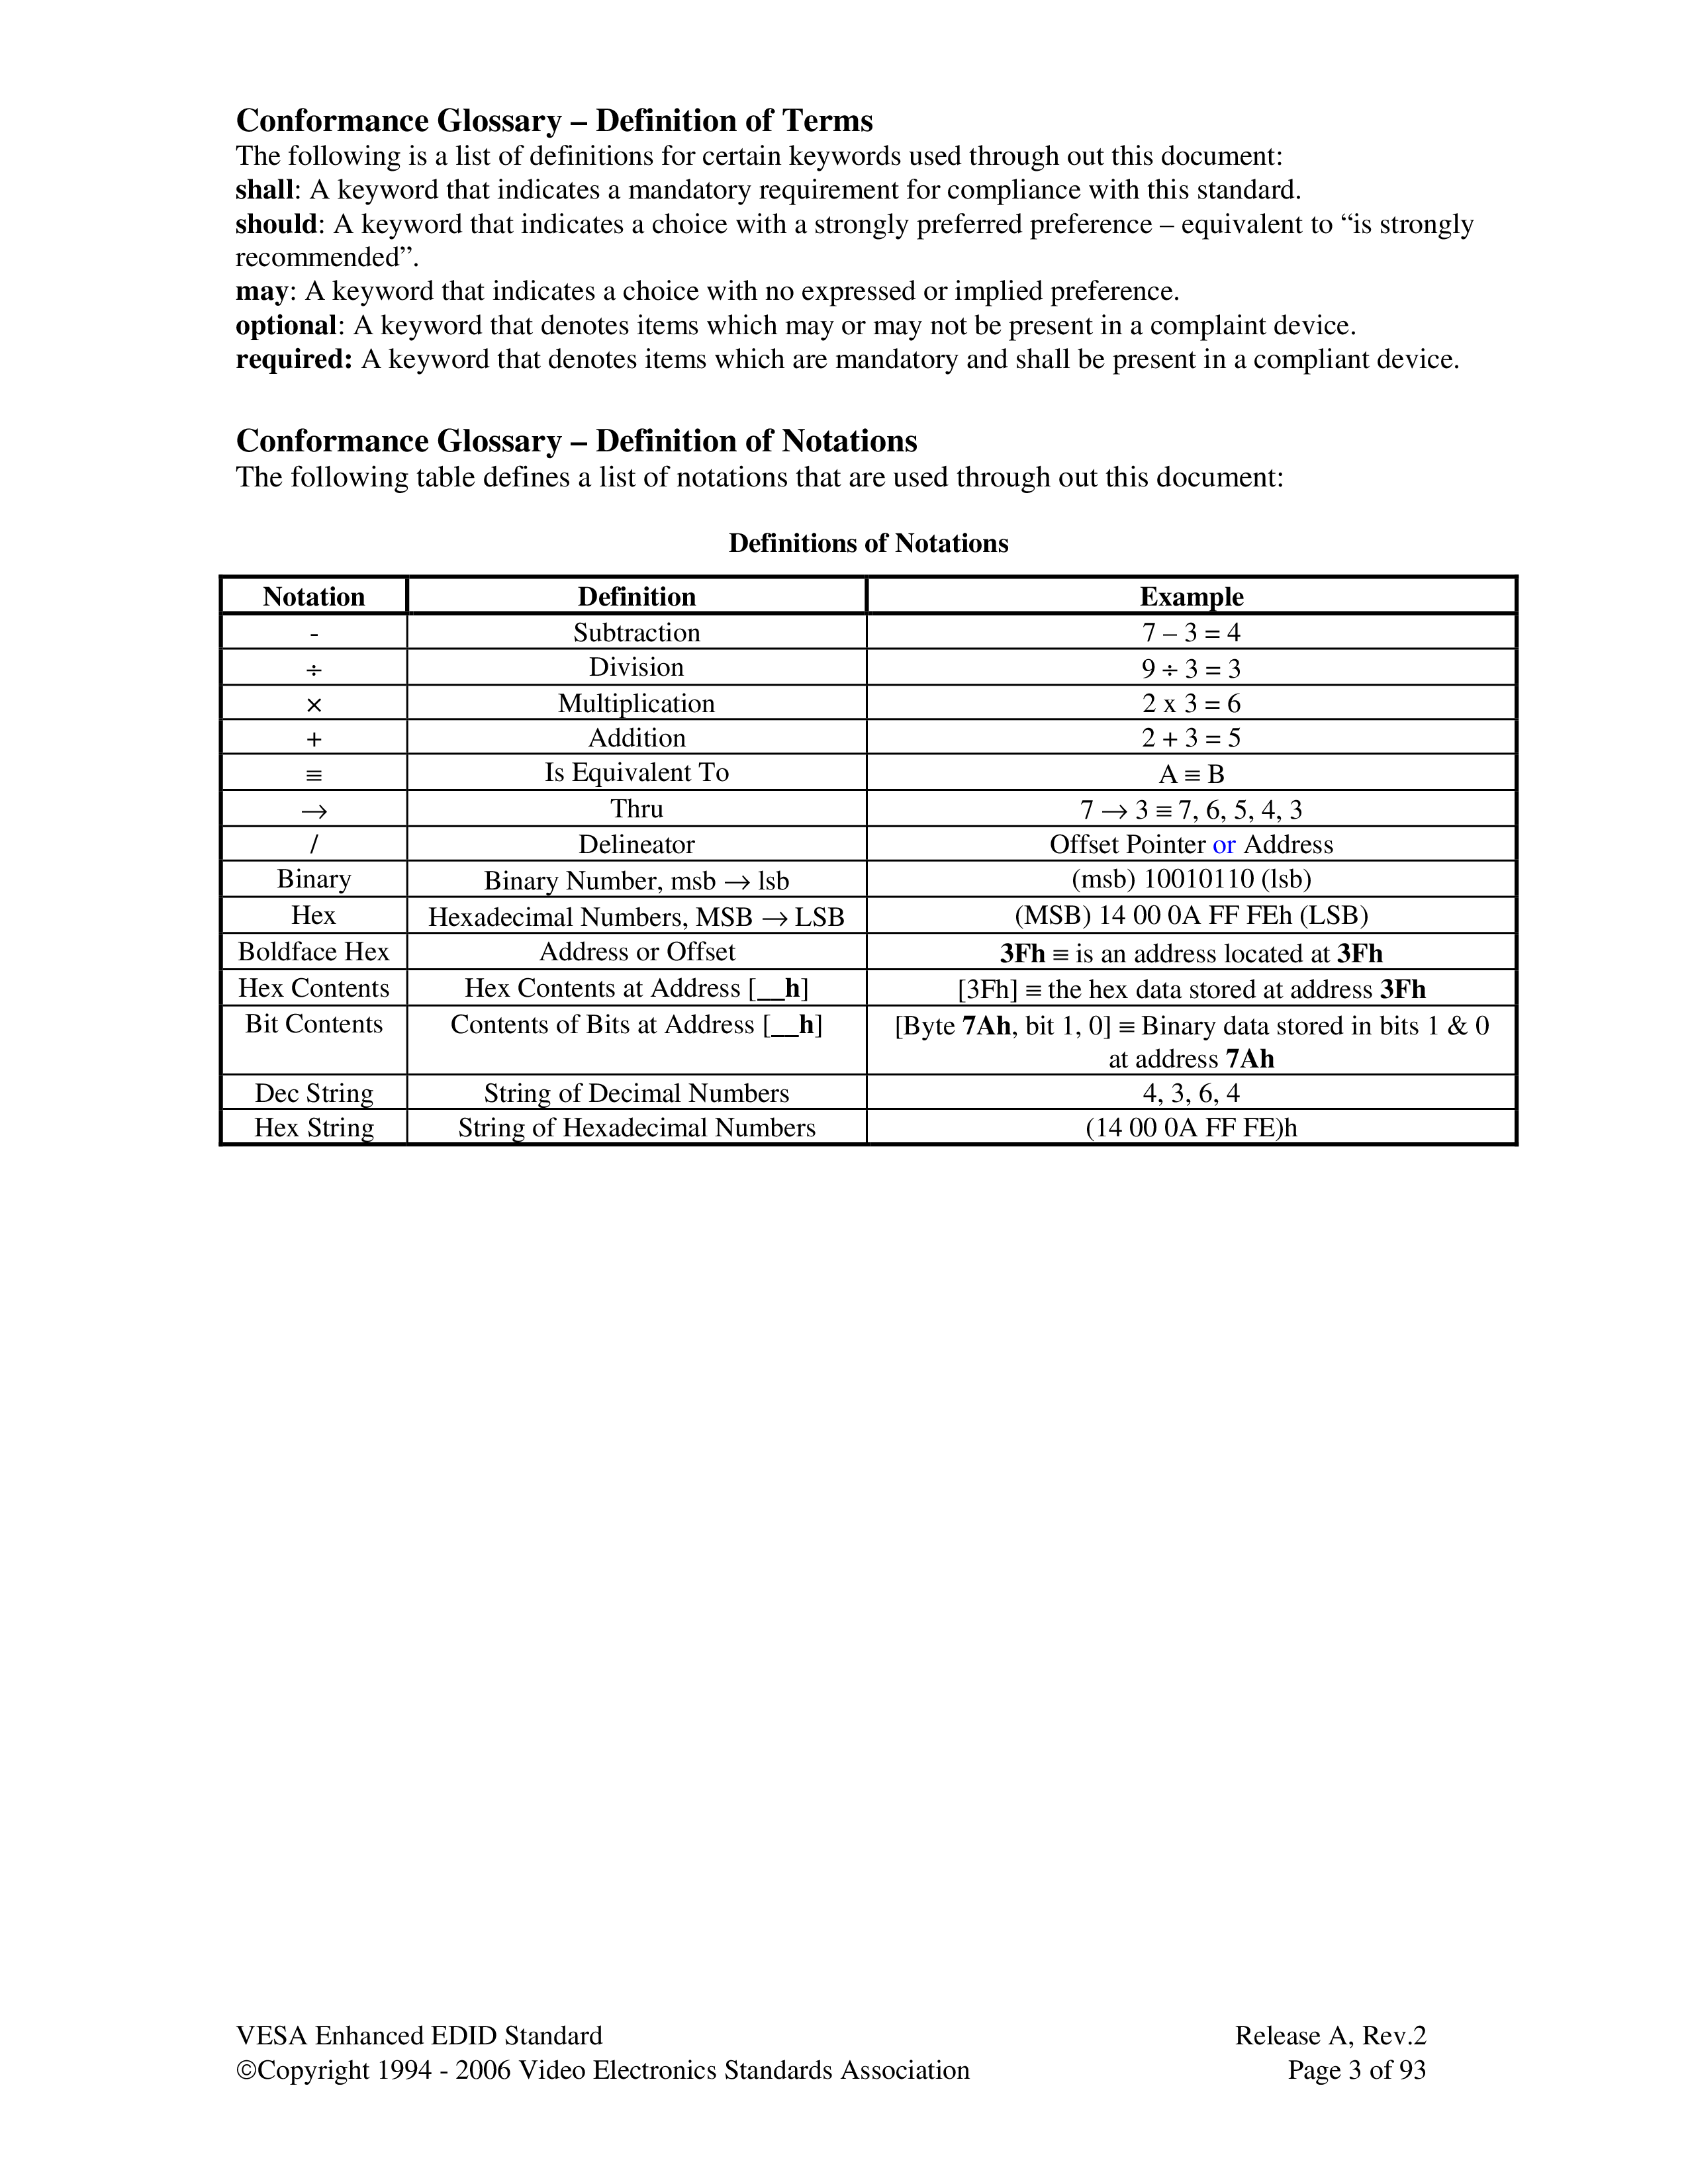 Conformance Glossary – Definition of Terms
The following is a list of definitions for certain keywords used through out this document:
shall: A keyword that indicates a mandatory requirement for compliance with this standard.
should: A keyword that indicates a choice with a strongly preferred preference – equivalent to “is strongly
recommended”.
may: A keyword that indicates a choice with no expressed or implied preference.
optional: A keyword that denotes items which may or may not be present in a complaint device.
required: A keyword that denotes items which are mandatory and shall be present in a compliant device.
Conformance Glossary – Definition of Notations
The following table defines a list of notations that are used through out this document:
Definitions of Notations
Notation Definition Example
- Subtraction 7 – 3 = 4
÷ Division 9 ÷ 3 = 3
× Multiplication 2 x 3 = 6
+ Addition 2 + 3 = 5
≡ Is Equivalent To A ≡ B
→ Thru 7 → 3 ≡ 7, 6, 5, 4, 3
/ Delineator Offset Pointer or Address
Binary Binary Number, msb → lsb (msb) 10010110 (lsb)
Hex Hexadecimal Numbers, MSB → LSB (MSB) 14 00 0A FF FEh (LSB)
Boldface Hex Address or Offset 3Fh ≡ is an address located at 3Fh
Hex Contents Hex Contents at Address [__h] [3Fh] ≡ the hex data stored at address 3Fh
Bit Contents Contents of Bits at Address [__h] [Byte 7Ah, bit 1, 0] ≡ Binary data stored in bits 1 & 0
at address 7Ah
Dec String String of Decimal Numbers 4, 3, 6, 4
Hex String String of Hexadecimal Numbers (14 00 0A FF FE)h
VESA Enhanced EDID Standard Release A, Rev.2
©Copyright 1994 - 2006 Video Electronics Standards Association Page 3 of 93